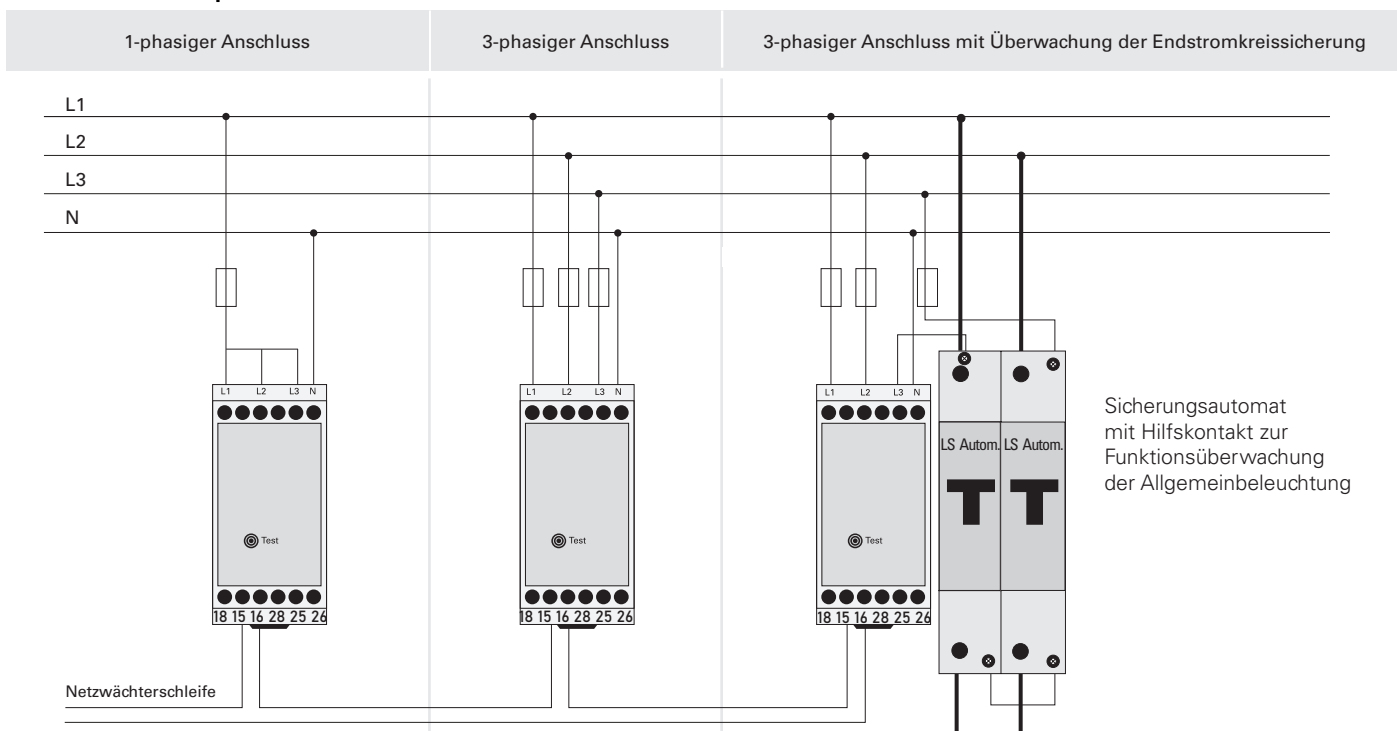 1-phasiger Anschluss
3-phasiger Anschluss
3-phasiger Anschluss mit Überwachung der Endstromkreissicherung
L1
L2
L3
N
L1 L2 L3 N
L1 L2 L3 N
L1 L2 L3 N
Sicherungsautomat
mit Hilfskontakt zur
Funktionsüberwachung
der Allgemeinbeleuchtung
LS Autom. LS Autom.
Test
Test
Test
18 15 16 28 25 26
18 15 16 28 25 26
18 15 16 28 25 26
Netzwächterschleife